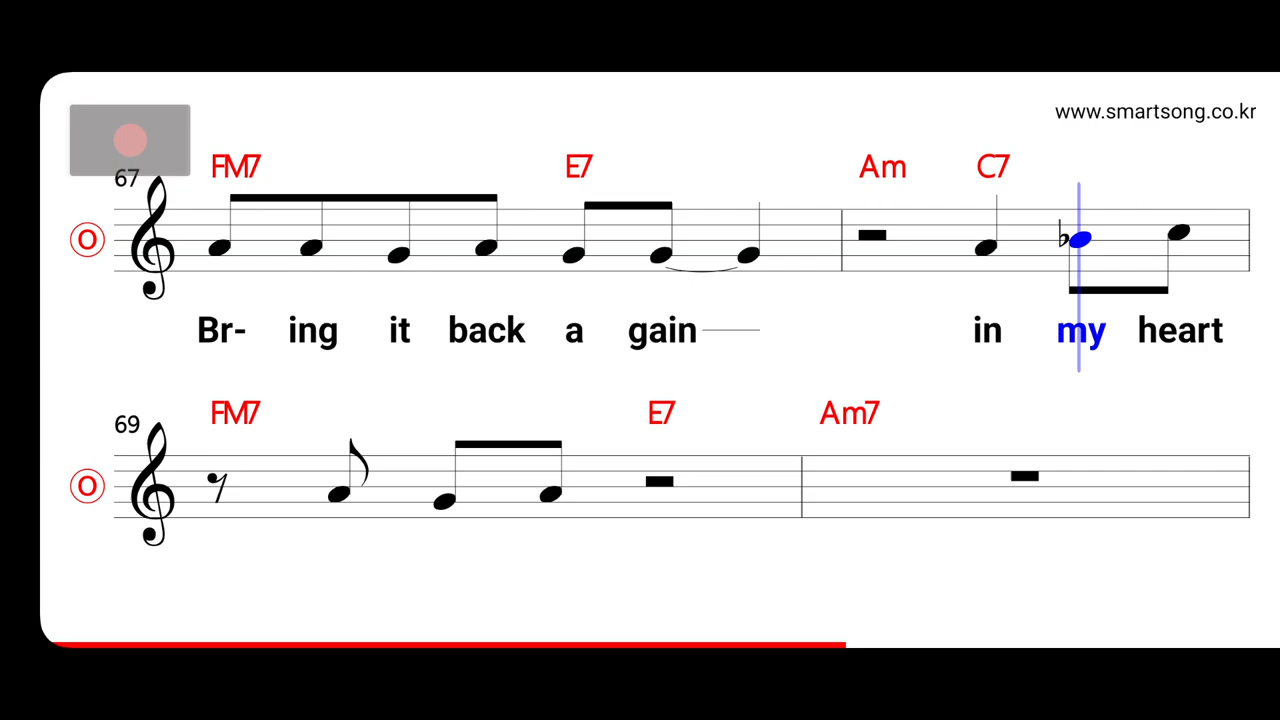 www.smartsong.co.kr
67 FM7 E7 Am C7
O
Br- ing it back a gain in my heart
69 FM7 E7 Am7
O